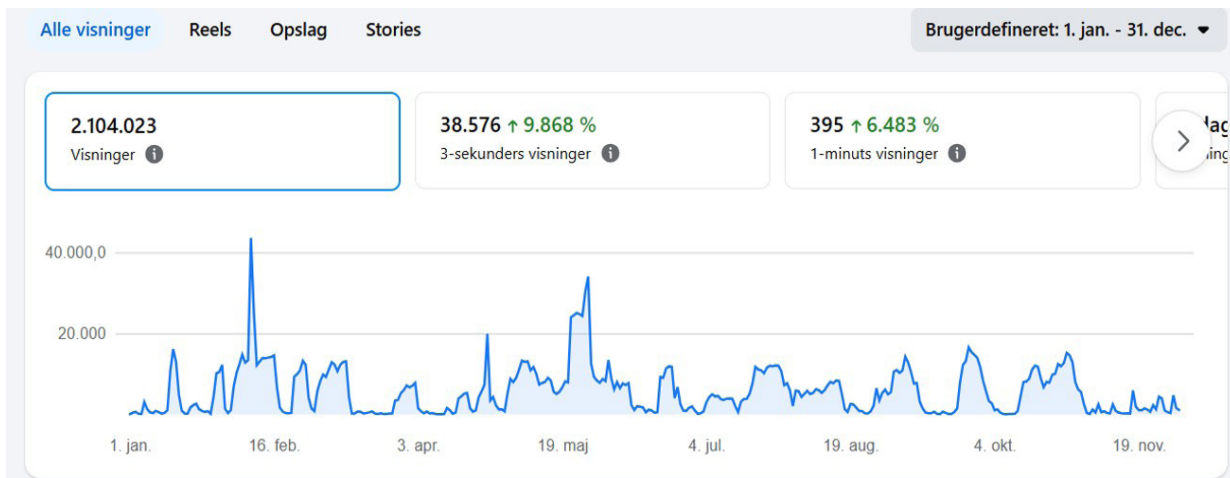 Alle visninger Reels Opslag Stories Brugerdefineret: 1. jan. - 31. dec.
2.104.023 38.576 ↑ 9.868 % 395 ↑ 6.483 %
Visninger 3-sekunders visninger 1-minuts visninger
40.000,0
20.000
1. jan. 16. feb. 3. apr. 19. maj 4. jul. 19. aug. 4. okt. 19. nov.